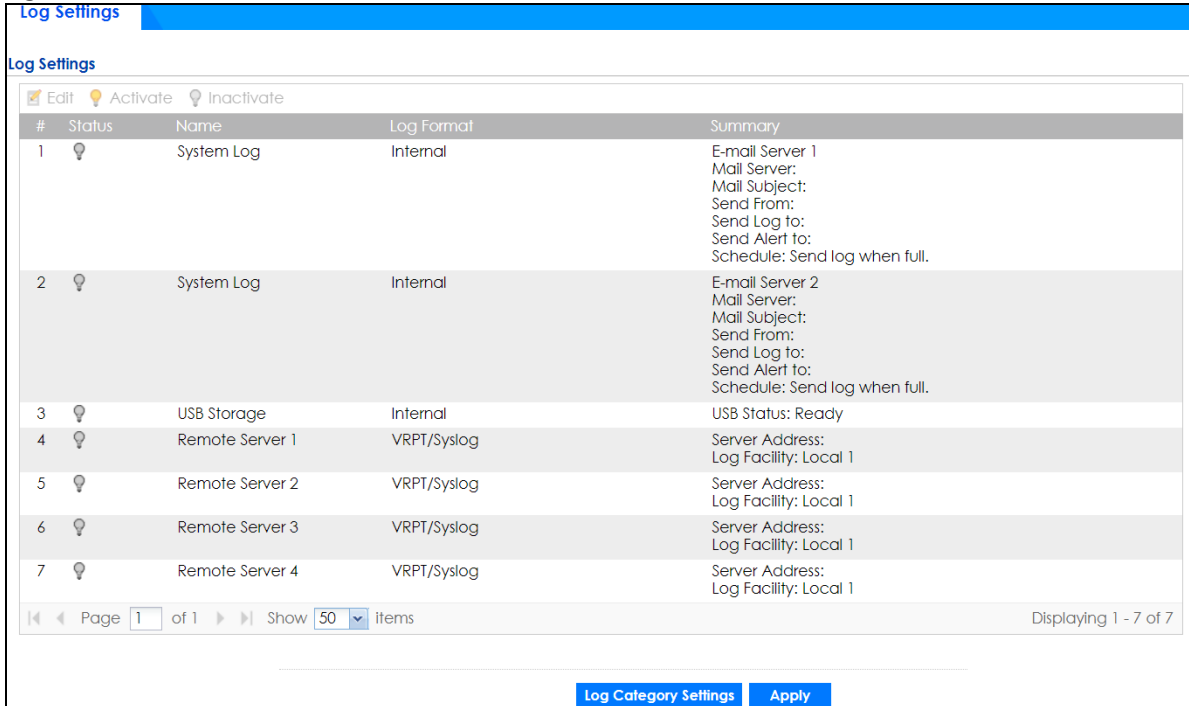 Log Settings
Log Settings
Edit Activate Inactivate
# Status Name Log Format Summary
1 System Log Internal E-mail Server 1
Mail Server:
Mail Subject:
Send From:
Send Log to:
Send Alert to:
Schedule: Send log when full.
2 System Log Internal E-mail Server 2
Mail Server:
Mail Subject:
Send From:
Send Log to:
Send Alert to:
Schedule: Send log when full.
3 USB Storage Internal USB Status: Ready
4 Remote Server 1 VRPT/Syslog Server Address:
Log Facility: Local 1
5 Remote Server 2 VRPT/Syslog Server Address:
Log Facility: Local 1
6 Remote Server 3 VRPT/Syslog Server Address:
Log Facility: Local 1
7 Remote Server 4 VRPT/Syslog Server Address:
Log Facility: Local 1
Page 1 of 1 Show 50 items Displaying 1 - 7 of 7
Log Category Settings Apply